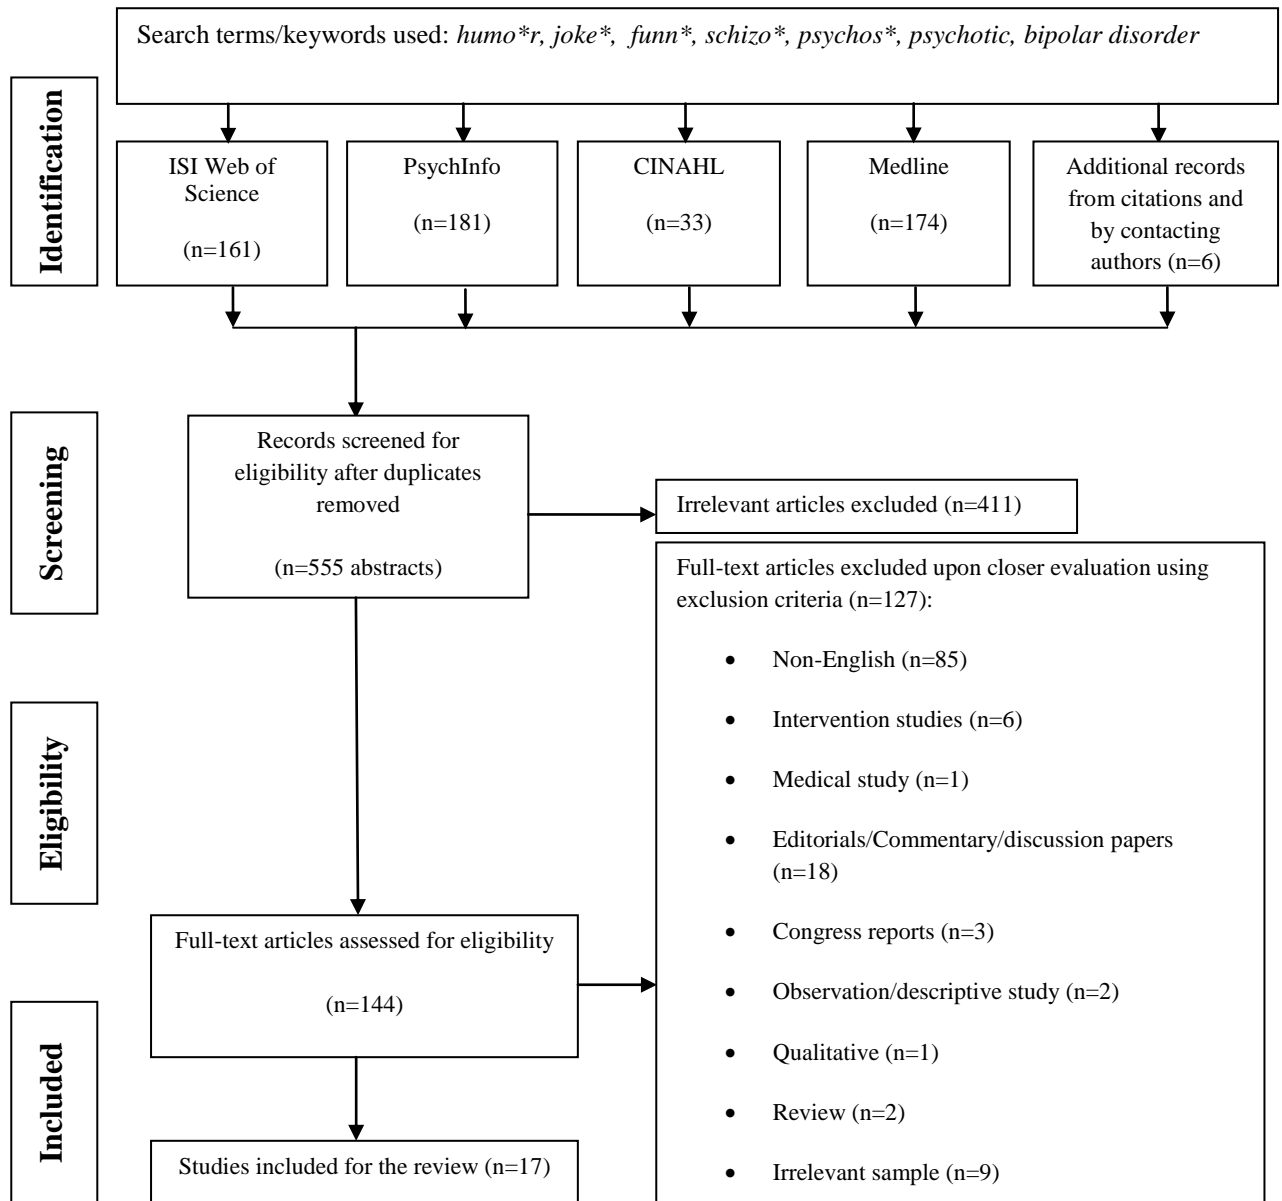 Search terms/keywords used: humo*r, joke*, funn*, schizo*, psychos*, psychotic, bipolar disorder
Identification
ISI Web of
Science
(n=161)
PsychInfo
(n=181)
CINAHL
(n=33)
Medline
(n=174)
Additional records
from citations and
by contacting
authors (n=6)
Screening
Records screened for
eligibility after duplicates
removed
(n=555 abstracts)
Irrelevant articles excluded (n=411)
Full-text articles excluded upon closer evaluation using
exclusion criteria (n=127):
• Non-English (n=85)
• Intervention studies (n=6)
• Medical study (n=1)
• Editorials/Commentary/discussion papers
(n=18)
• Congress reports (n=3)
• Observation/descriptive study (n=2)
• Qualitative (n=1)
• Review (n=2)
• Irrelevant sample (n=9)
Eligibility
Full-text articles assessed for eligibility
(n=144)
Included
Studies included for the review (n=17)